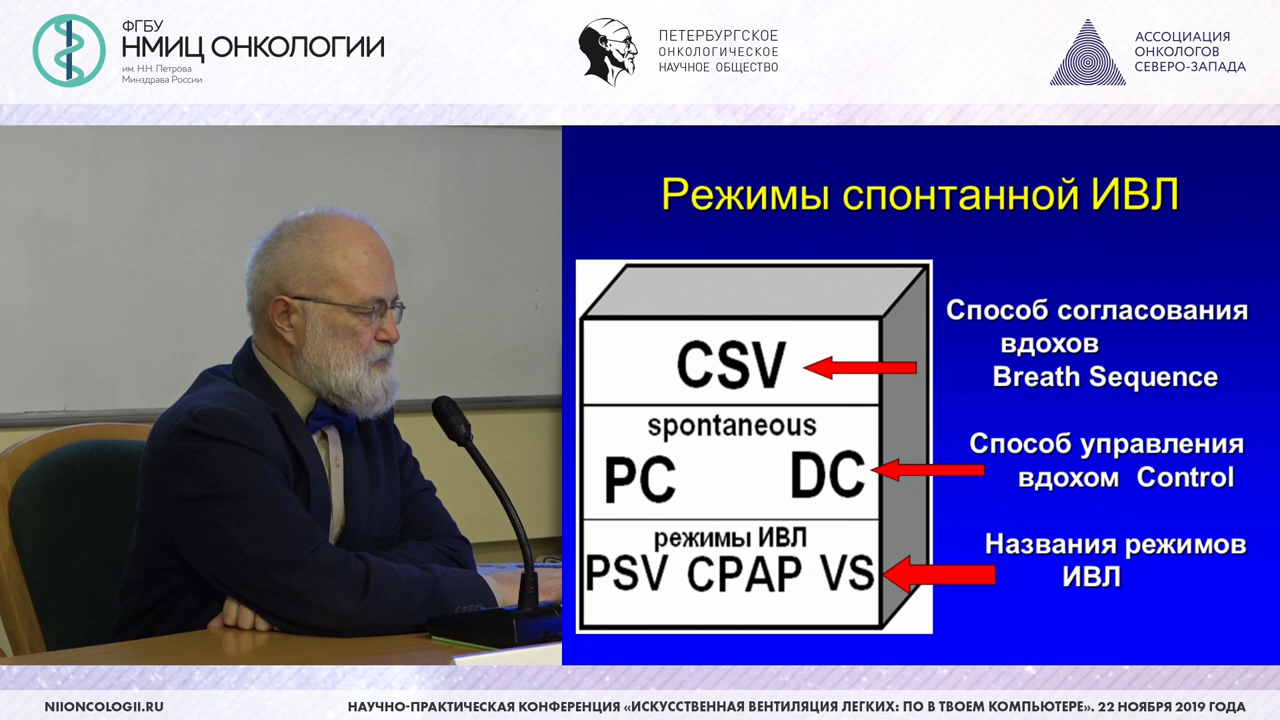 ФГБУ
НМИЦ ОНКОЛОГИИ
им. Н.Н. Петрова
Минздрава России
ПЕТЕРБУРГСКОЕ
ОНКОЛОГИЧЕСКОЕ
НАУЧНОЕ ОБЩЕСТВО
АССОЦИАЦИЯ
ОНКОЛОГОВ
СЕВЕРО-ЗАПАДА
Режимы спонтанной ИВЛ
CSV
spontaneous
PC DC
режимы ИВЛ
PSV CPAP VS
Способ согласования
вдохов
Breath Sequence
Способ управления
вдохом Control
Названия режимов
ИВЛ
NIIONCOLOGII.RU
НАУЧНО-ПРАКТИЧЕСКАЯ КОНФЕРЕНЦИЯ «ИСКУССТВЕННАЯ ВЕНТИЛЯЦИЯ ЛЕГКИХ: ПО В ТВОЕМ КОМПЬЮТЕРЕ». 22 НОЯБРЯ 2019 ГОДА